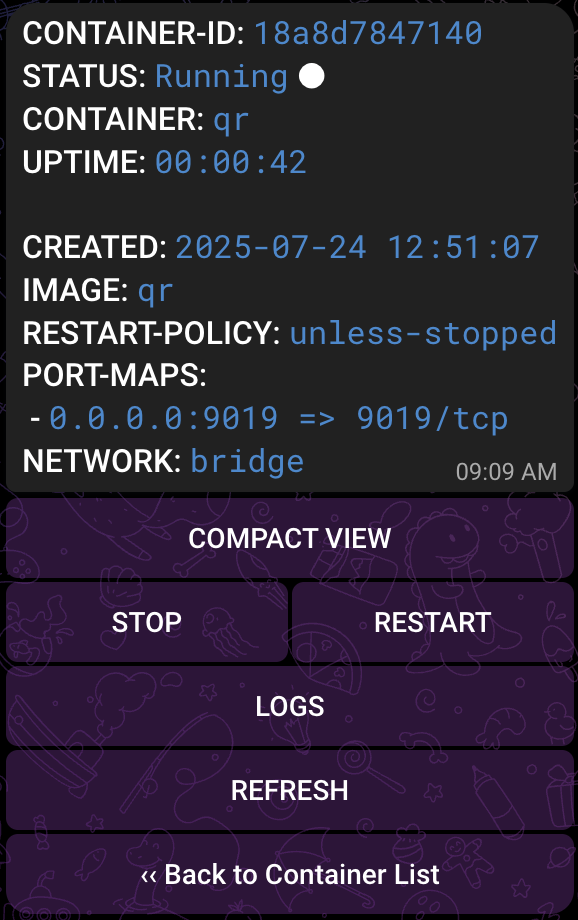 CONTAINER-ID: 18a8d7847140
STATUS: Running
CONTAINER: qr
UPTIME: 00:00:42
CREATED: 2025-07-24 12:51:07
IMAGE: qr
RESTART-POLICY: unless-stopped
PORT-MAPS:
- 0.0.0.0:9019 => 9019/tcp
NETWORK: bridge
09:09 AM
COMPACT VIEW
STOP
RESTART
LOGS
REFRESH
‹‹ Back to Container List